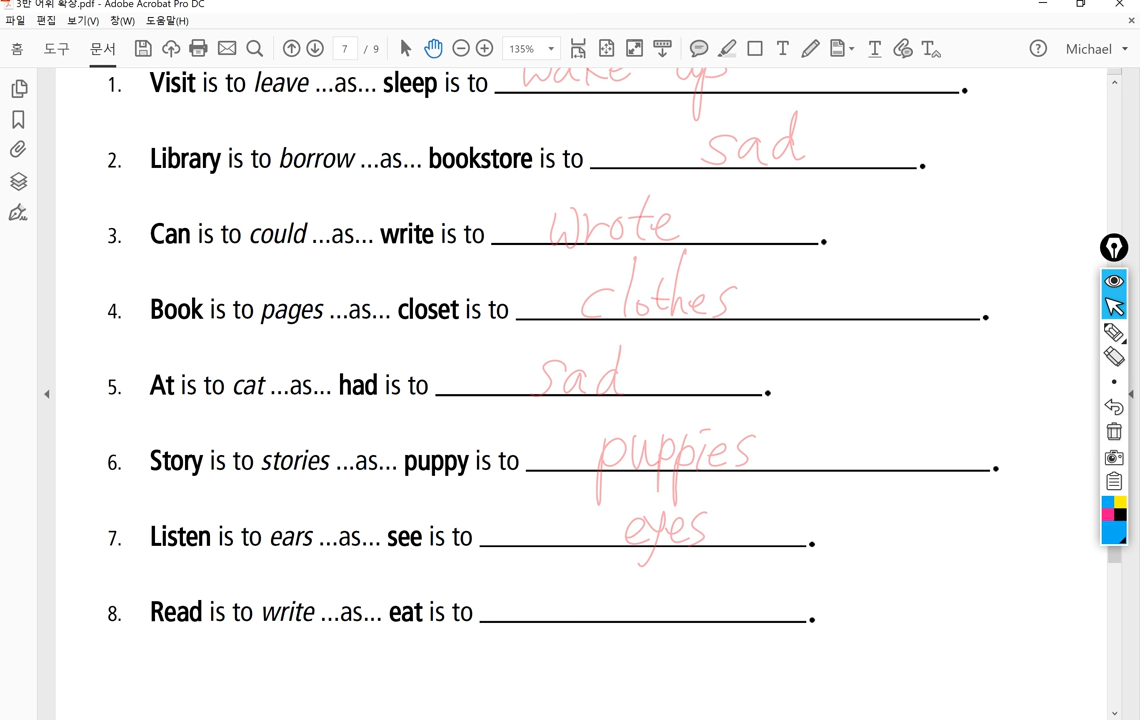 3만 어휘 확장.pdf - Adobe Acrobat Pro DC
파일 편집 보기(V) 창(W) 도움말(H)
홈 도구 문서 7 / 9 135% Michael
1. Visit is to leave ...as... sleep is to wake up.
2. Library is to borrow ...as... bookstore is to sad.
3. Can is to could ...as... write is to wrote.
4. Book is to pages ...as... closet is to clothes.
5. At is to cat ...as... had is to sad.
6. Story is to stories ...as... puppy is to puppies.
7. Listen is to ears ...as... see is to eyes.
8. Read is to write ...as... eat is to ____.